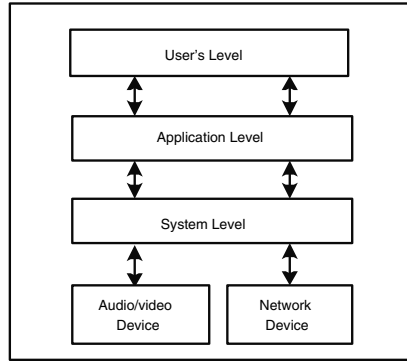 User's Level
Application Level
System Level
Audio/video
Device
Network
Device